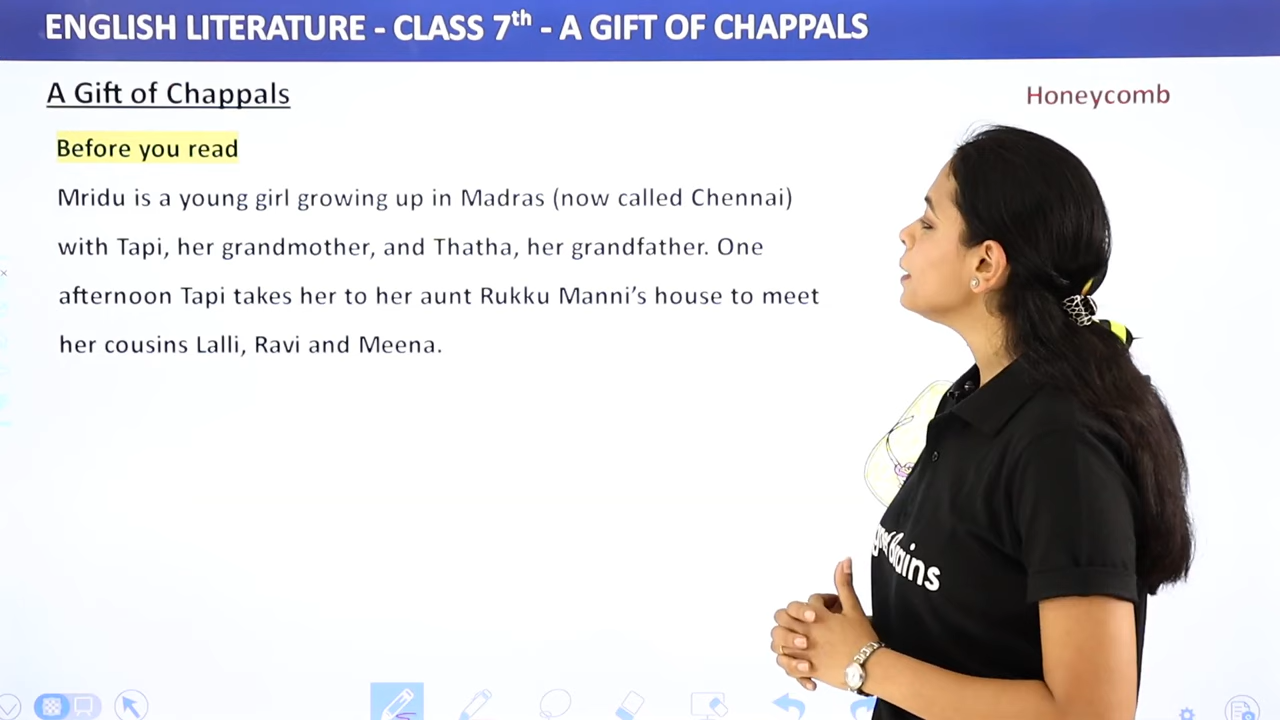 ENGLISH LITERATURE - CLASS 7th - A GIFT OF CHAPPALS
A Gift of Chappals
Honeycomb
Before you read
Mridu is a young girl growing up in Madras (now called Chennai)
with Tapi, her grandmother, and Thatha, her grandfather. One
afternoon Tapi takes her to her aunt Rukku Manni’s house to meet
her cousins Lalli, Ravi and Meena.
Brains